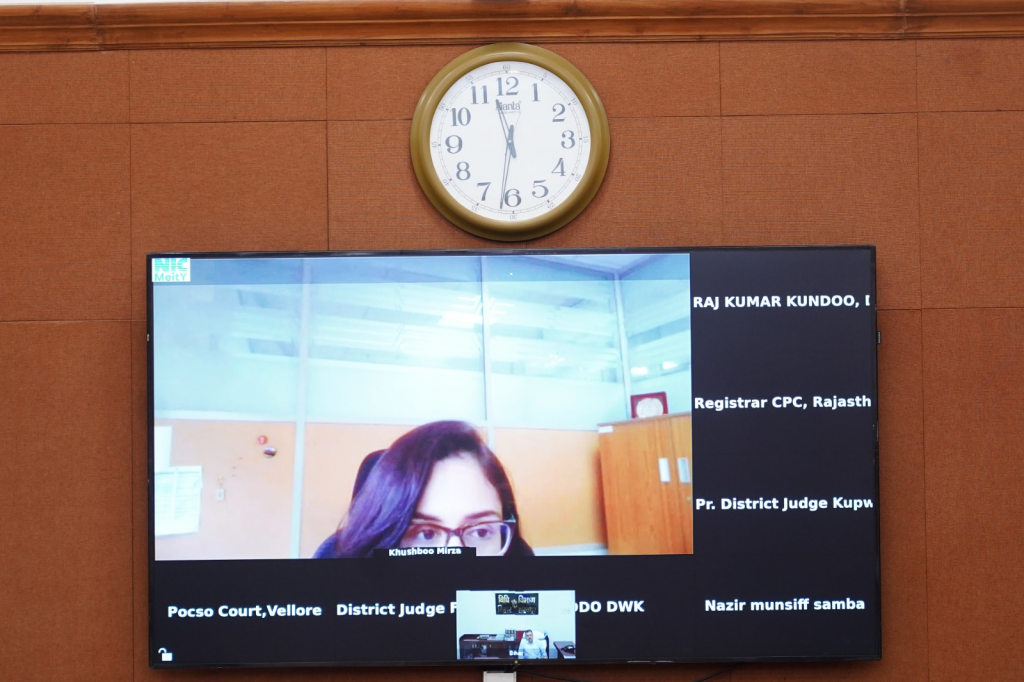 12
1
2
3
4
5
6
7
8
9
10
11
NIC
MeitY
RAJ KUMAR KUNDOO,
Registrar CPC, Rajasth
Pr. District Judge Kupw
Khushboo Mirza
Pocso Court,Vellore
District Judge
DO DWK
Nazir munsiff samba
विधि